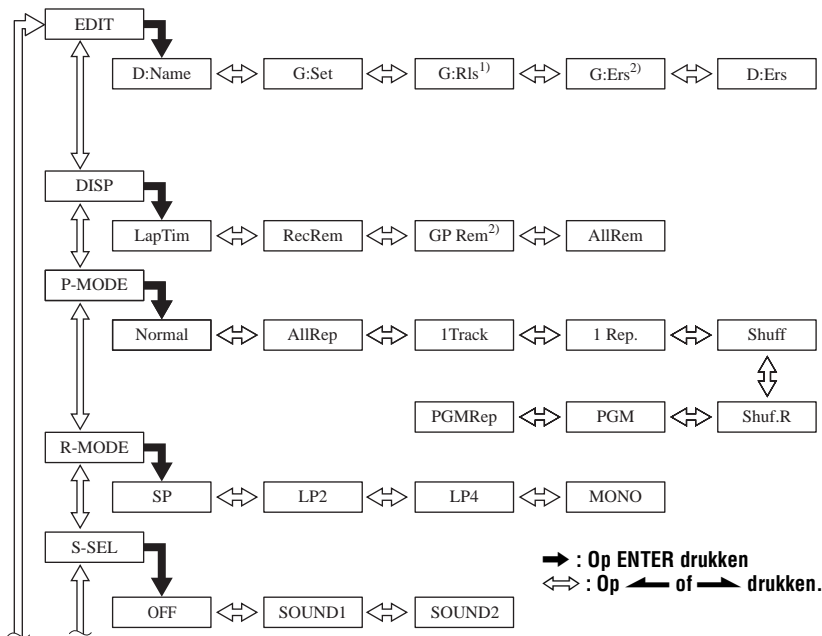 EDIT
D:Name G:Set G:Rls1) G:Ers2) D:Ers
DISP
LapTim RecRem GP Rem2) AllRem
P-MODE
Normal AllRep 1Track 1 Rep. Shuff
PGMRep PGM Shuf.R
R-MODE
SP LP2 LP4 MONO
S-SEL
OFF SOUND1 SOUND2
: Op ENTER drukken
: Op of drukken.